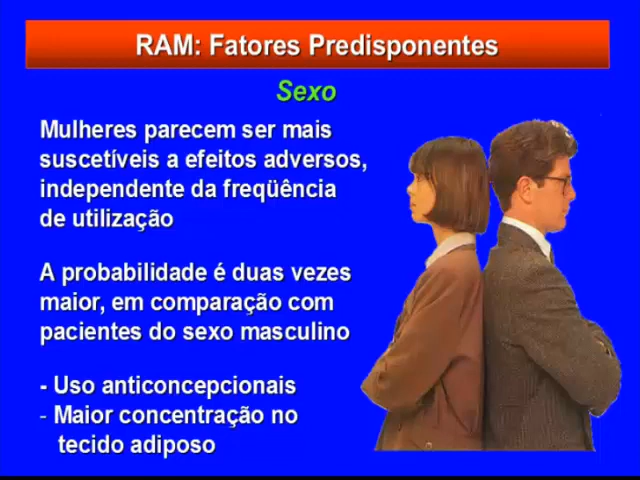 RAM: Fatores Predisponentes
Sexo
Mulheres parecem ser mais
suscetíveis a efeitos adversos,
independente da freqüência
de utilização
A probabilidade é duas vezes
maior, em comparação com
pacientes do sexo masculino
- Uso anticoncepcionais
- Maior concentração no
tecido adiposo